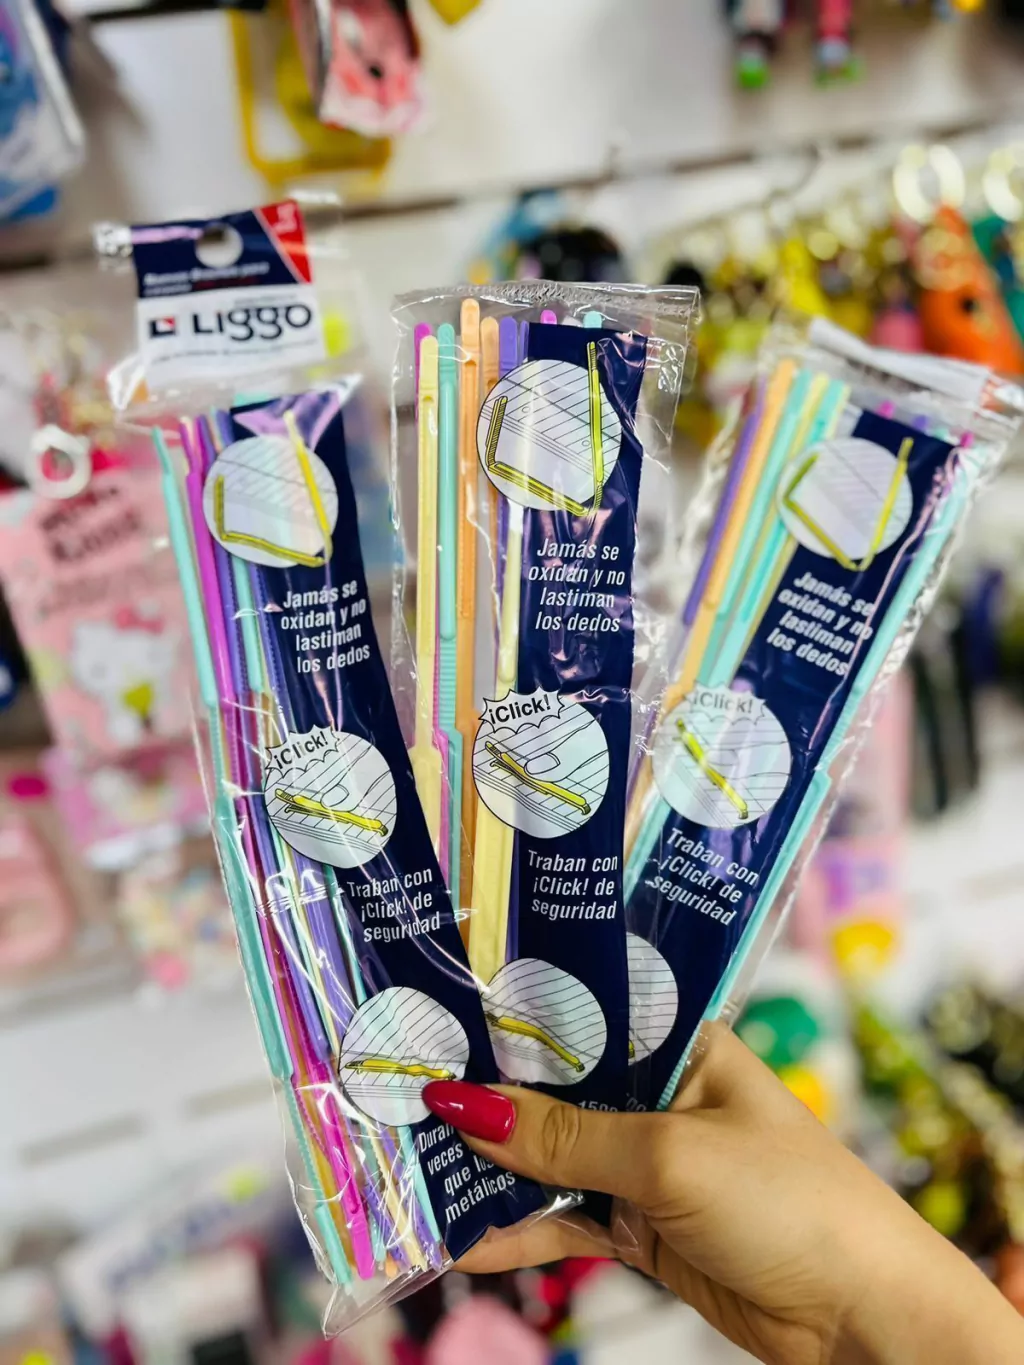 LIGGO
Jamás se
oxidan y no
lastiman
los dedos
¡Click!
Traban con
¡Click! de
seguridad
veces
que los
metálicos
Jamás se
oxidan y no
lastiman
los dedos
¡Click!
Traban con
¡Click! de
seguridad
Jamás se
oxidan y no
lastiman
los dedos
¡Click!
Traban con
¡Click! de
seguridad